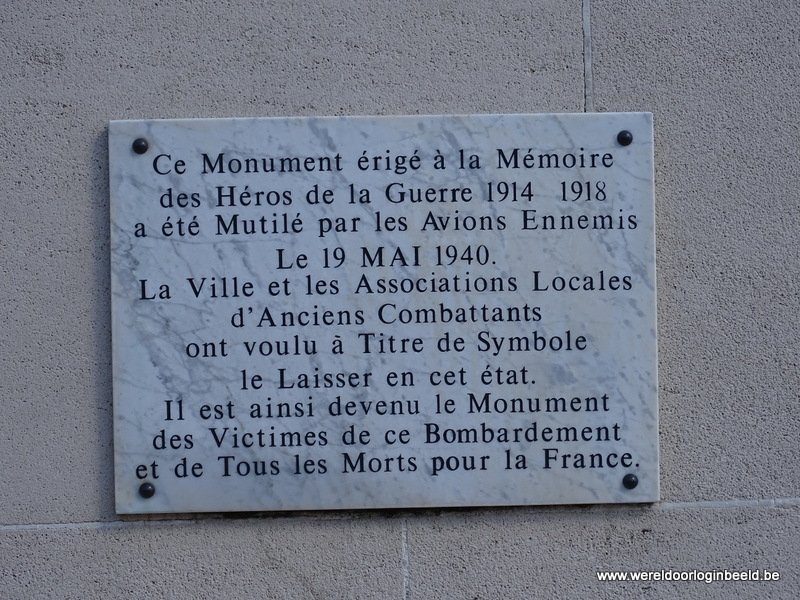 Ce Monument érigé à la Mémoire
des Héros de la Guerre 1914 1918
a été Mutilé par les Avions Ennemis
Le 19 MAI 1940.
La Ville et les Associations Locales
d'Anciens Combattants
ont voulu à Titre de Symbole
le Laisser en cet état.
Il est ainsi devenu le Monument
des Victimes de ce Bombardement
et de Tous les Morts pour la France.
www.wereldoorloginbeeld.be